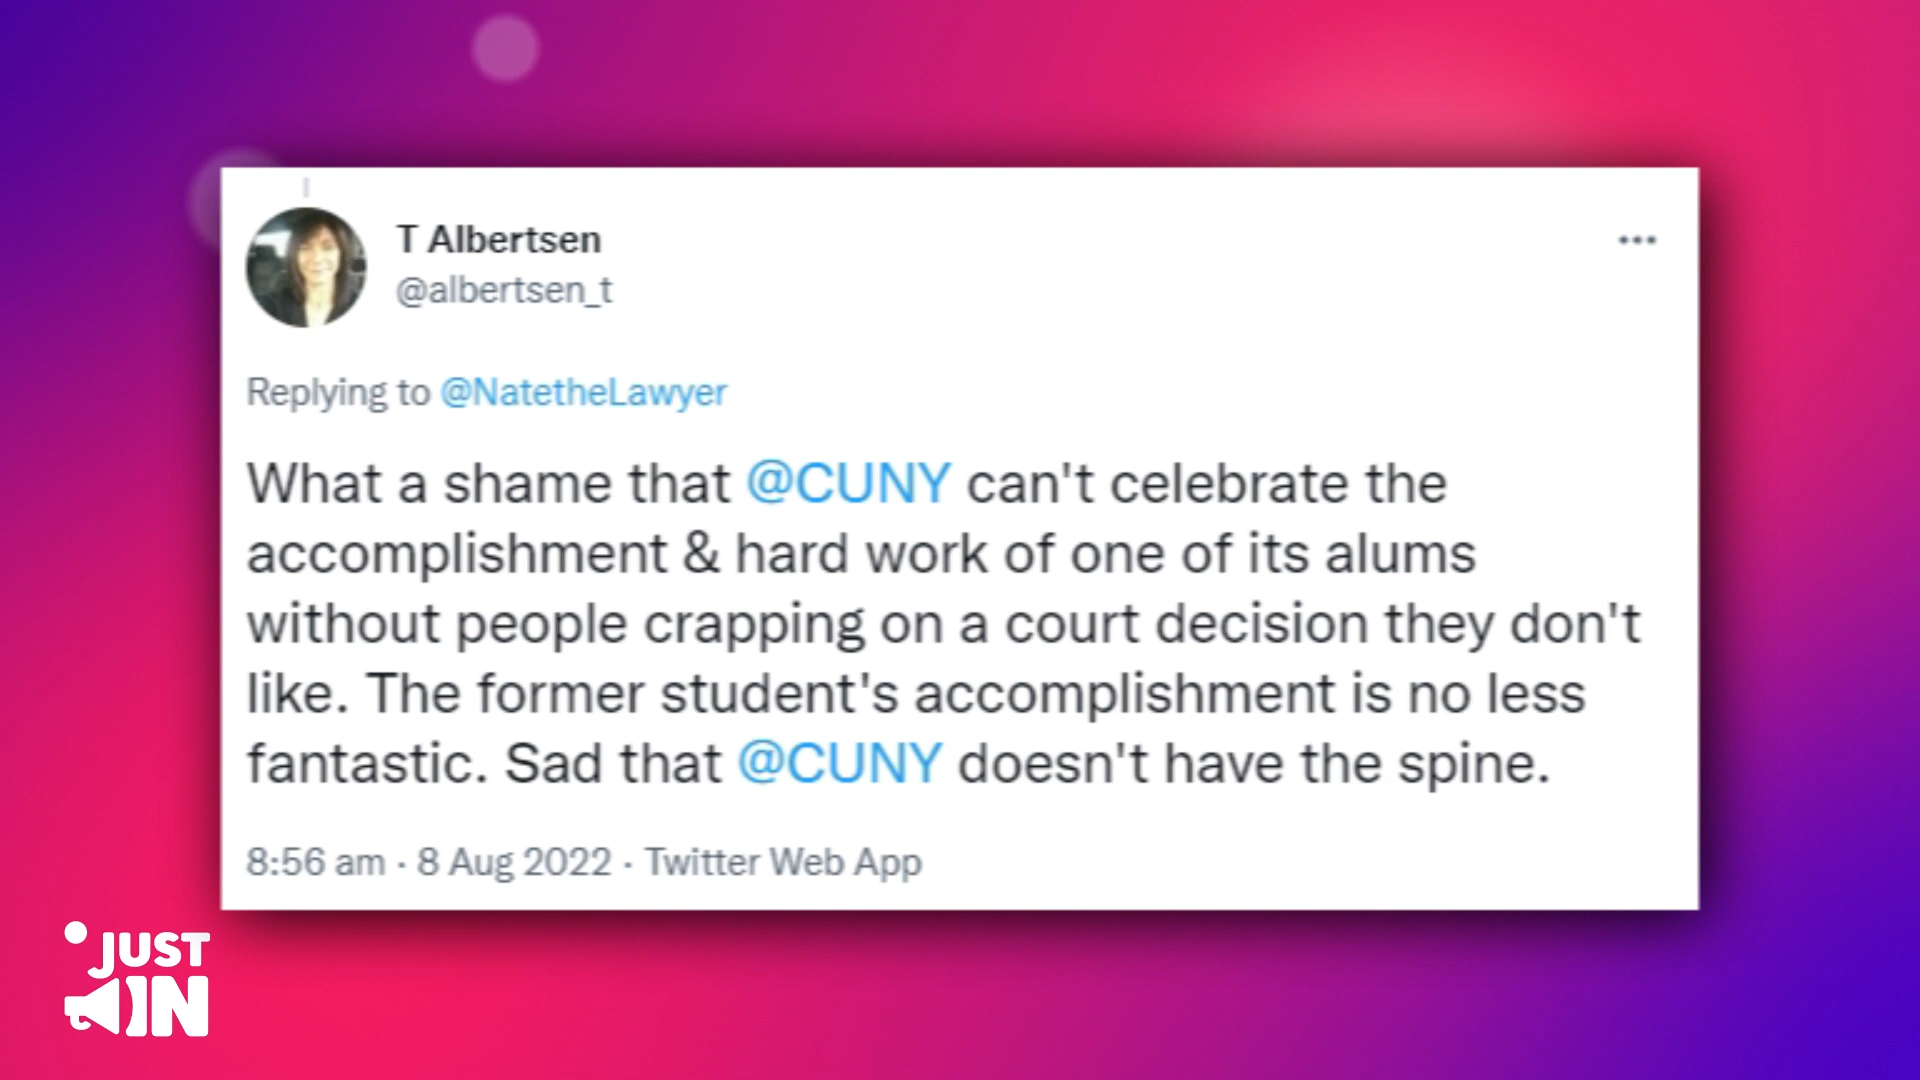 T Albertsen
@albertsen_t
Replying to @NatetheLawyer
What a shame that @CUNY can't celebrate the
accomplishment & hard work of one of its alums
without people crapping on a court decision they don't
like. The former student's accomplishment is no less
fantastic. Sad that @CUNY doesn't have the spine.
8:56 am · 8 Aug 2022 · Twitter Web App
JUST
IN